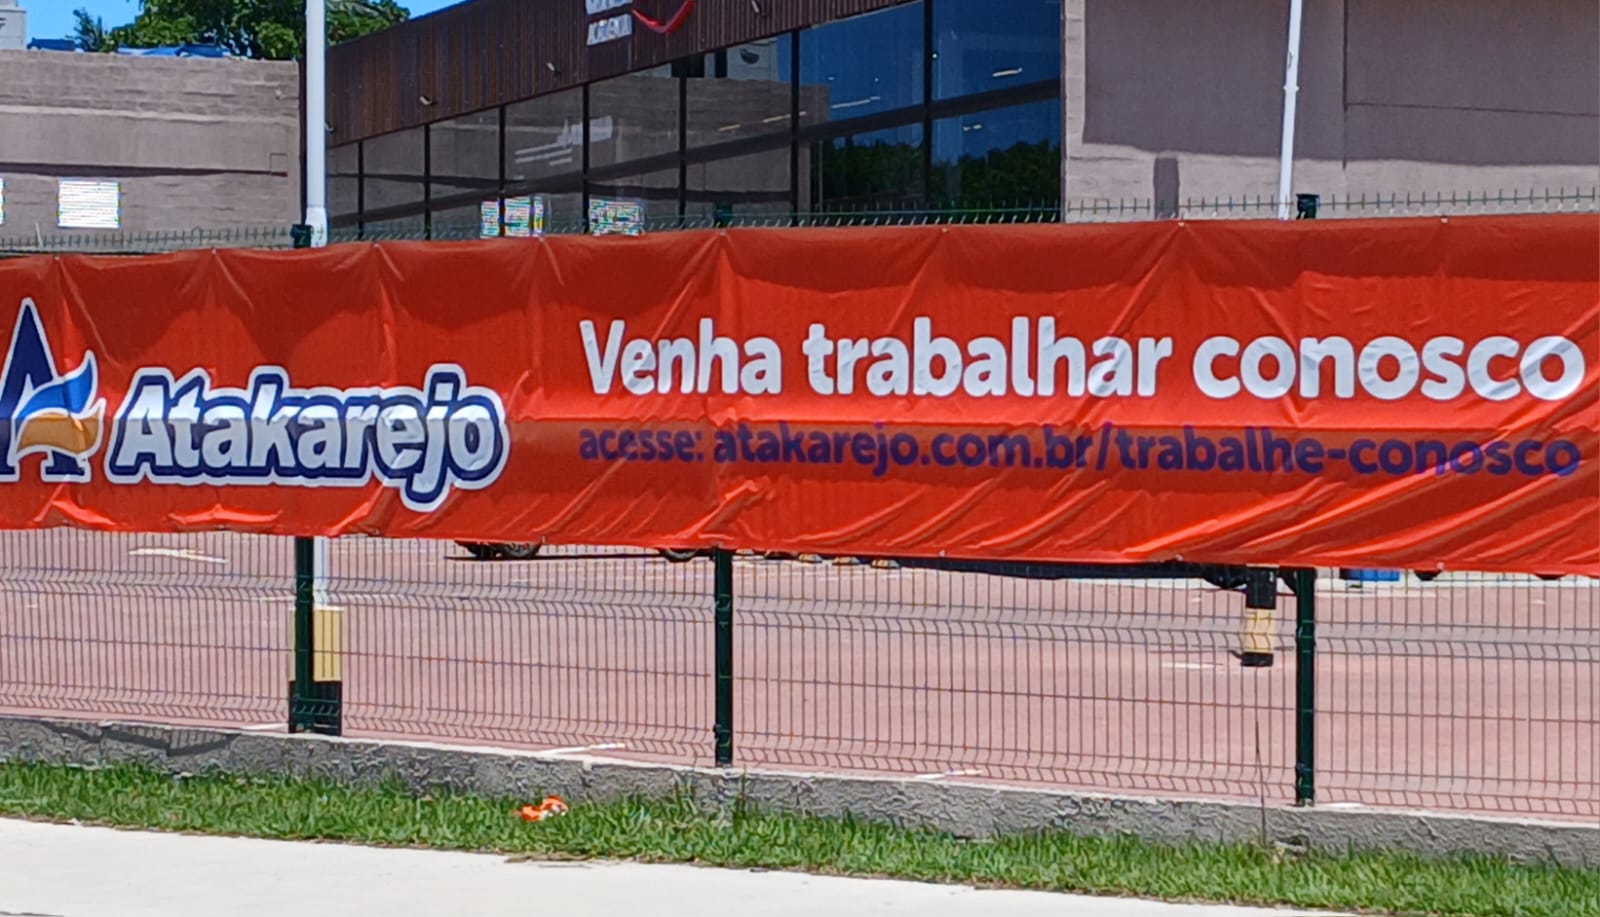 Atakarejo
Venha trabalhar conosco
acesse: atakarejo.com.br/trabalhe-conosco